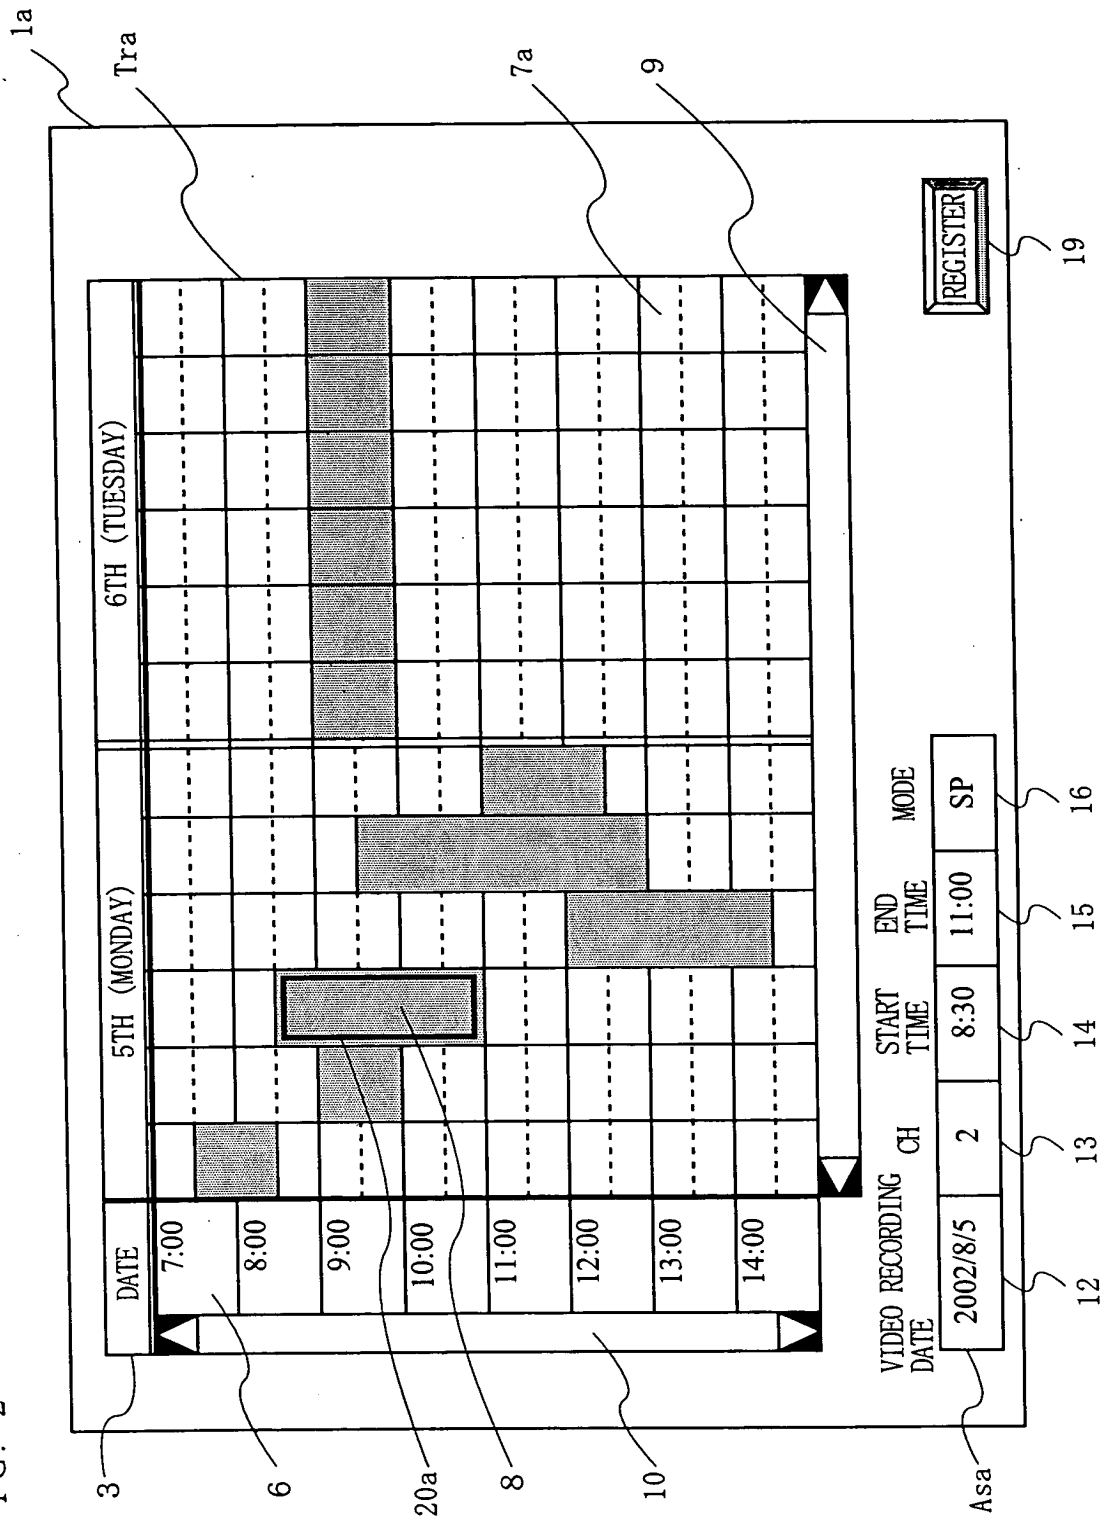 FIG. 2
1a
Tra
7a
9
3
6
20a
8
10
Asa
DATE
5TH (MONDAY)
6TH (TUESDAY)
7:00
8:00
9:00
10:00
11:00
12:00
13:00
14:00
VIDEO RECORDING
DATE
CH
START
TIME
END
TIME
MODE
2002/8/5
2
8:30
11:00
SP
REGISTER
12
13
14
15
16
19